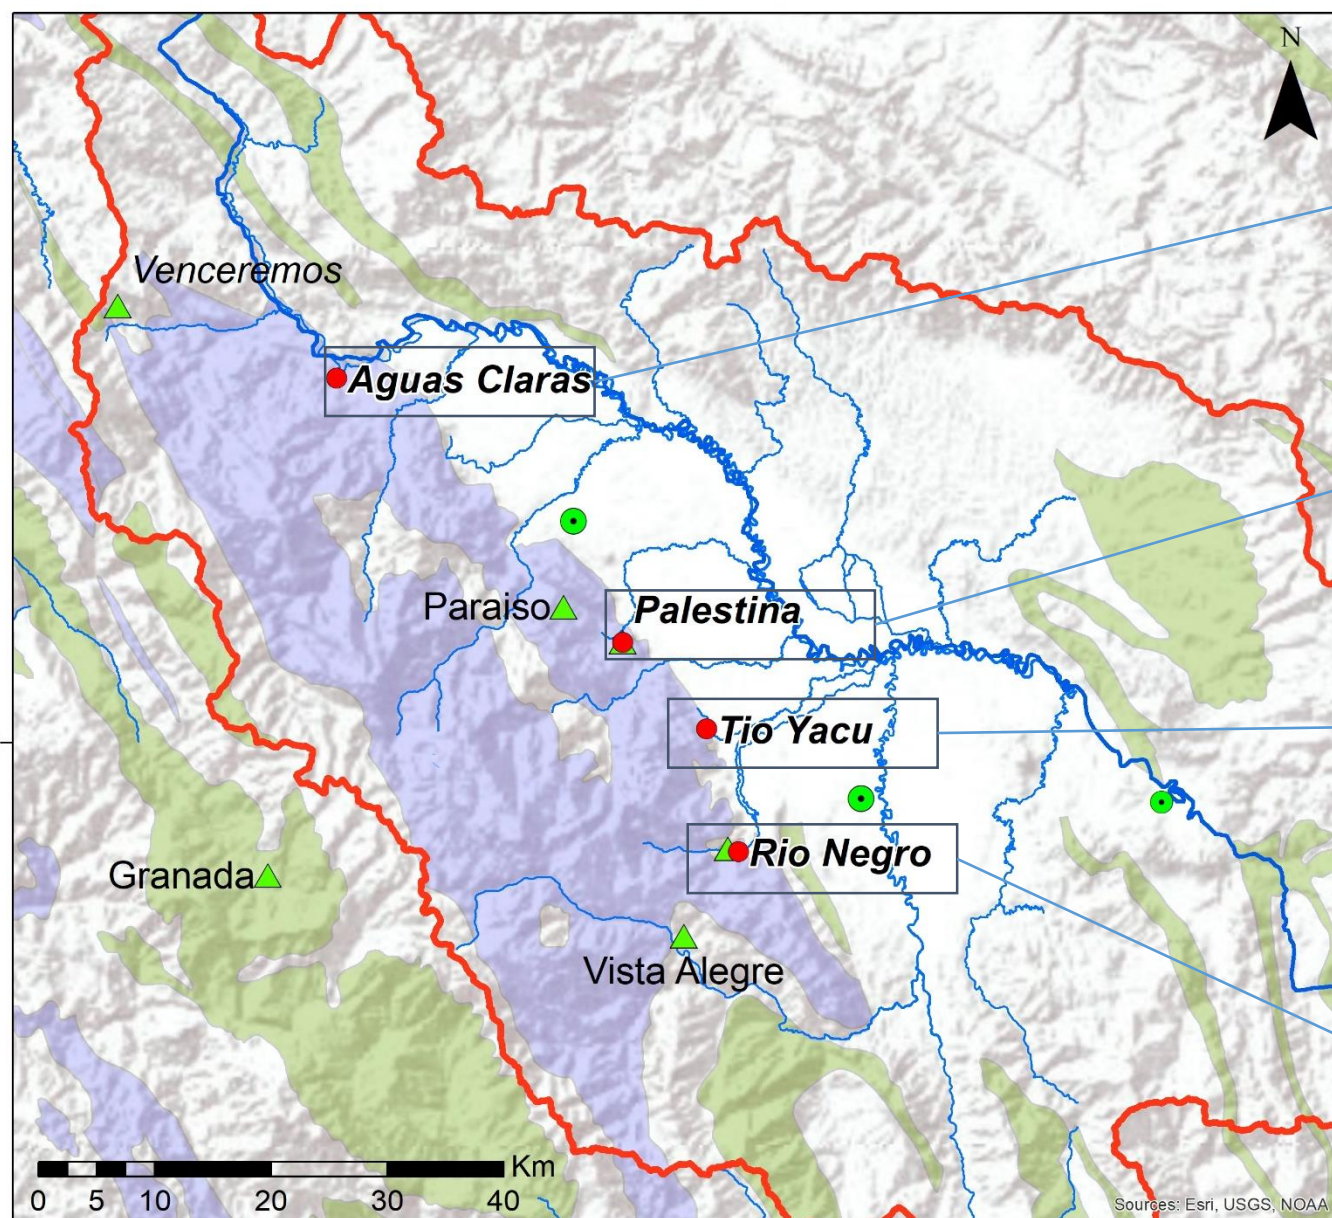 N
Venceremos
Aguas Claras
Paraiso
Palestina
Tio Yacu
Rio Negro
Granada
Vista Alegre
Km
0 5 10 20 30 40
Sources: Esri, USGS, NOAA